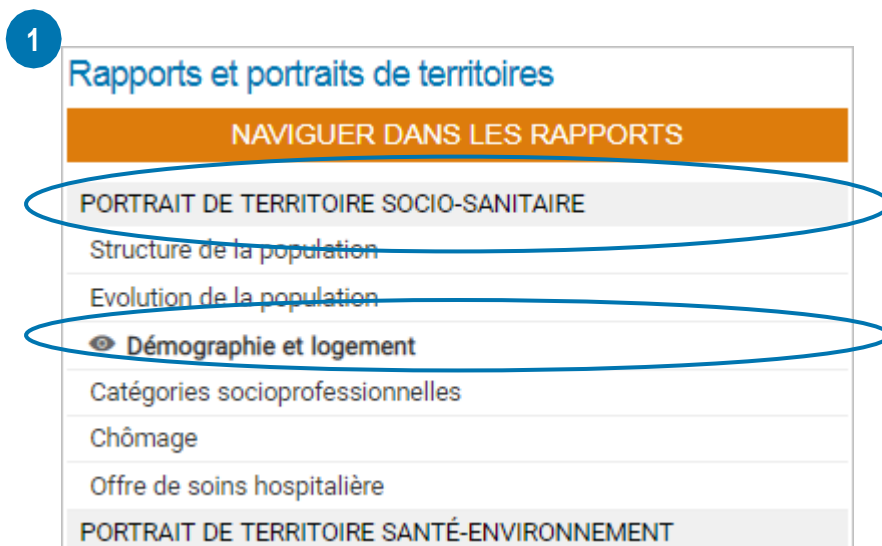 1
Rapports et portraits de territoires
NAVIGUER DANS LES RAPPORTS
PORTRAIT DE TERRITOIRE SOCIO-SANITAIRE
Structure de la population
Evolution de la population
Démographie et logement
Catégories socioprofessionnelles
Chômage
Offre de soins hospitalière
PORTRAIT DE TERRITOIRE SANTÉ-ENVIRONNEMENT